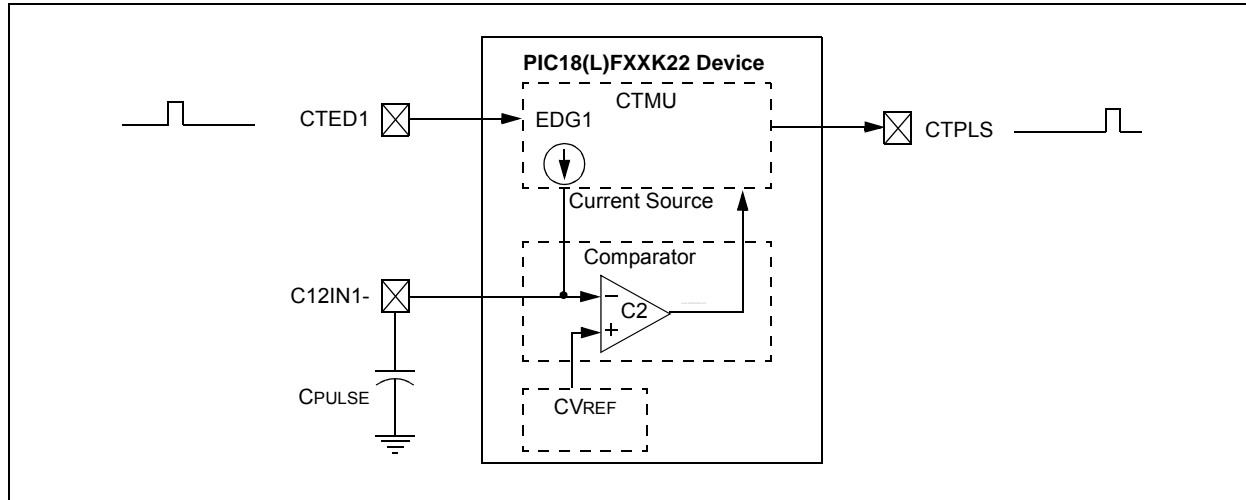 PIC18(L)FXXK22 Device
CTMU
CTED1
EDG1
CTPLS
Current Source
Comparator
C12IN1-
−
C2
+
CPULSE
CVREF